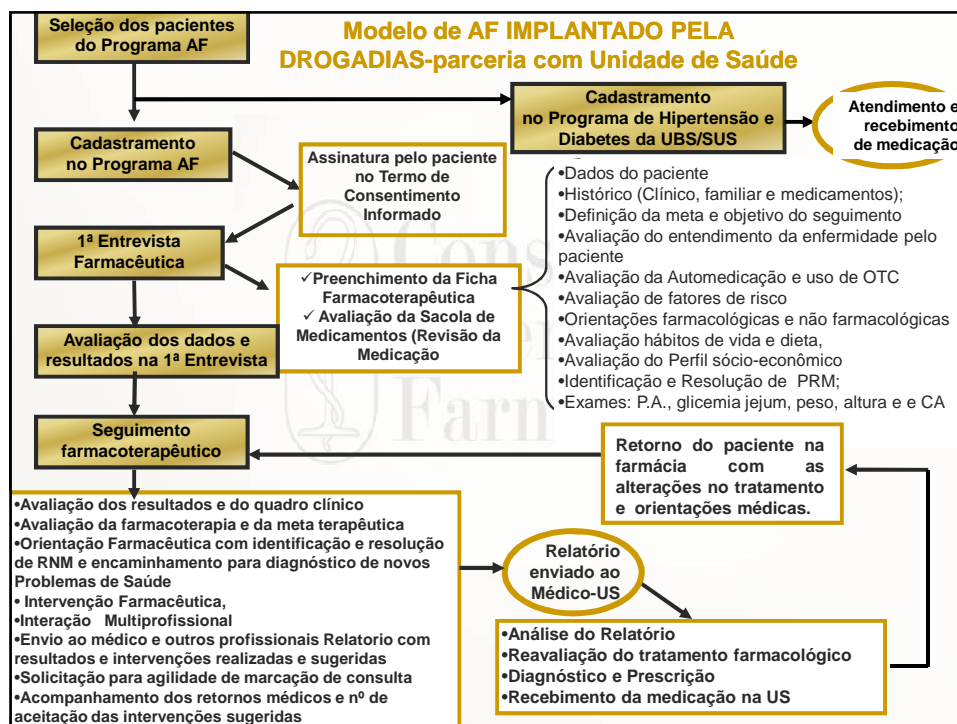 Seleção dos pacientes
do Programa AF
Modelo de AF IMPLANTADO PELA
DROGADIAS-parceria com Unidade de Saúde
Cadastramento
no Programa de Hipertensão e
Diabetes da UBS/SUS
Atendimento e
recebimento
de medicação
Cadastramento
no Programa AF
Assinatura pelo paciente
no Termo de
Consentimento
Informado
1ª Entrevista
Farmacêutica
✓Preenchimento da Ficha
Farmacoterapêutica
✓ Avaliação da Sacola de
Medicamentos (Revisão da
Medicação
•Dados do paciente
•Histórico (Clínico, familiar e medicamentos);
•Definição da meta e objetivo do seguimento
•Avaliação do entendimento da enfermidade pelo
paciente
•Avaliação da Automedicação e uso de OTC
•Avaliação de fatores de risco
•Orientações farmacológicas e não farmacológicas
•Avaliação hábitos de vida e dieta,
•Avaliação do Perfil sócio-econômico
•Identificação e Resolução de PRM;
•Exames: P.A., glicemia jejum, peso, altura e e CA
Avaliação dos dados e
resultados na 1ª Entrevista
Seguimento
farmacoterapêutico
Retorno do paciente na
farmácia com as
alterações no tratamento
e orientações médicas.
•Avaliação dos resultados e do quadro clínico
•Avaliação da farmacoterapia e da meta terapêutica
•Orientação Farmacêutica com identificação e resolução
de RNM e encaminhamento para diagnóstico de novos
Problemas de Saúde
• Intervenção Farmacêutica,
•Interação Multiprofissional
•Envio ao médico e outros profissionais Relatorio com
resultados e intervenções realizadas e sugeridas
•Solicitação para agilidade de marcação de consulta
•Acompanhamento dos retornos médicos e nº de
aceitação das intervenções sugeridas
Relatório
enviado ao
Médico-US
•Análise do Relatório
•Reavaliação do tratamento farmacológico
•Diagnóstico e Prescrição
•Recebimento da medicação na US
Cons
Farn